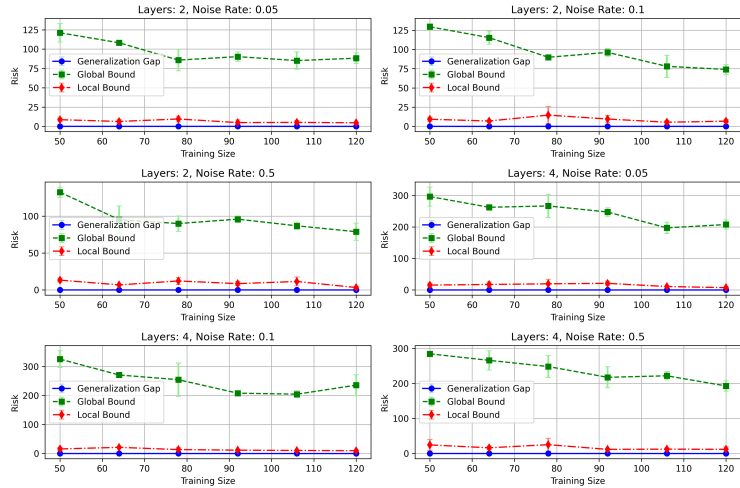 Layers: 2, Noise Rate: 0.05
Risk
125
100
75
50
25
0
Generalization Gap
Global Bound
Local Bound
50 60 70 80 90 100 110 120
Training Size
Layers: 2, Noise Rate: 0.1
Risk
125
100
75
50
25
0
Generalization Gap
Global Bound
Local Bound
50 60 70 80 90 100 110 120
Training Size
Layers: 2, Noise Rate: 0.5
Risk
100
50
0
Generalization Gap
Global Bound
Local Bound
50 60 70 80 90 100 110 120
Training Size
Layers: 4, Noise Rate: 0.05
Risk
300
200
100
0
Generalization Gap
Global Bound
Local Bound
50 60 70 80 90 100 110 120
Training Size
Layers: 4, Noise Rate: 0.1
Risk
300
200
100
0
Generalization Gap
Global Bound
Local Bound
50 60 70 80 90 100 110 120
Training Size
Layers: 4, Noise Rate: 0.5
Risk
300
200
100
0
Generalization Gap
Global Bound
Local Bound
50 60 70 80 90 100 110 120
Training Size